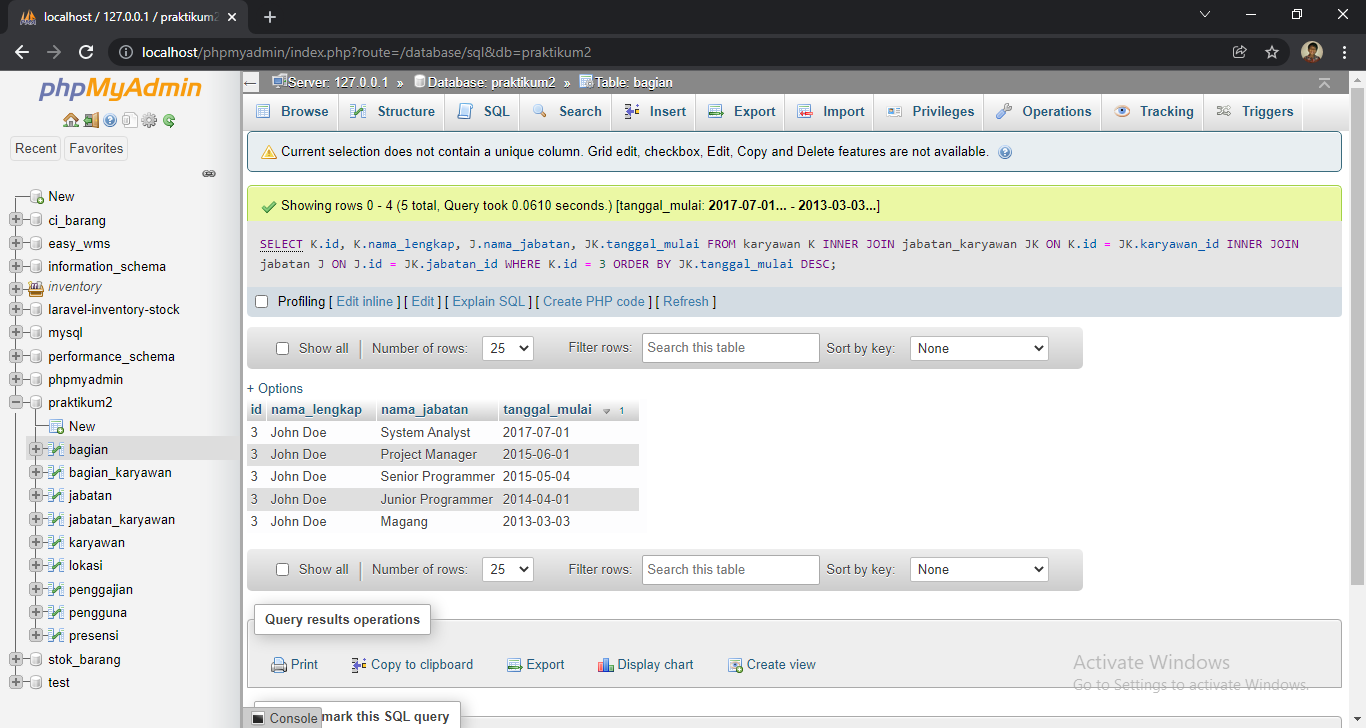 localhost / 127.0.0.1 / praktikum2
localhost/phpmyadmin/index.php?route=/database/sql&db=praktikum2
phpMyAdmin
Recent Favorites
New
ci_barang
easy_wms
information_schema
inventory
laravel-inventory-stock
mysql
performance_schema
phpmyadmin
praktikum2
New
bagian
bagian_karyawan
jabatan
jabatan_karyawan
karyawan
lokasi
penggajian
pengguna
presensi
stok_barang
test
Server: 127.0.0.1 » Database: praktikum2 » Table: bagian
Browse Structure SQL Search Insert Export Import Privileges Operations Tracking Triggers
Current selection does not contain a unique column. Grid edit, checkbox, Edit, Copy and Delete features are not available.
Showing rows 0 - 4 (5 total, Query took 0.0610 seconds.) [tanggal_mulai: 2017-07-01... - 2013-03-03...]
SELECT K.id, K.nama_lengkap, J.nama_jabatan, JK.tanggal_mulai FROM karyawan K INNER JOIN jabatan_karyawan JK ON K.id = JK.karyawan_id INNER JOIN
jabatan J ON J.id = JK.jabatan_id WHERE K.id = 3 ORDER BY JK.tanggal_mulai DESC;
Profiling [ Edit inline ] [ Edit ] [ Explain SQL ] [ Create PHP code ] [ Refresh ]
Show all Number of rows: 25 Filter rows: Search this table Sort by key: None
+ Options
id nama_lengkap nama_jabatan tanggal_mulai 1
3 John Doe System Analyst 2017-07-01
3 John Doe Project Manager 2015-06-01
3 John Doe Senior Programmer 2015-05-04
3 John Doe Junior Programmer 2014-04-01
3 John Doe Magang 2013-03-03
Show all Number of rows: 25 Filter rows: Search this table Sort by key: None
Query results operations
Print Copy to clipboard Export Display chart Create view
Activate Windows
Go to Settings to activate Windows.
Console mark this SQL query